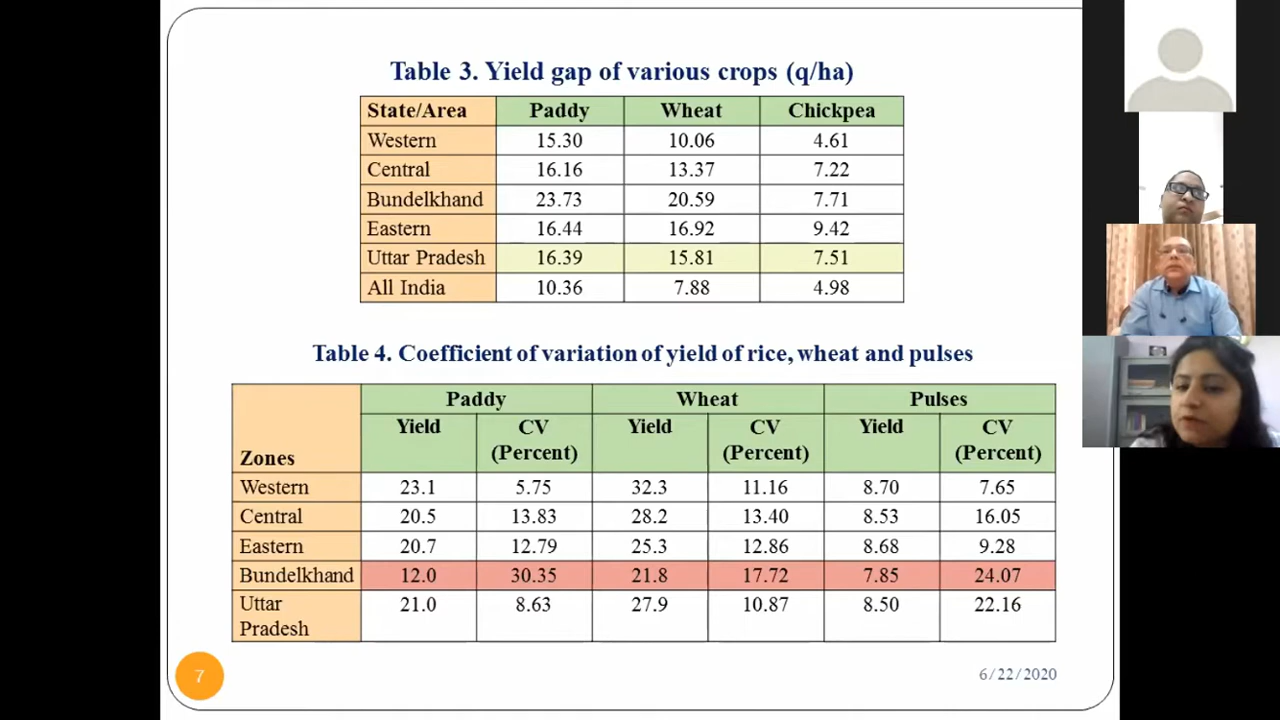 Table 3. Yield gap of various crops (q/ha)
State/Area Paddy Wheat Chickpea
Western 15.30 10.06 4.61
Central 16.16 13.37 7.22
Bundelkhand 23.73 20.59 7.71
Eastern 16.44 16.92 9.42
Uttar Pradesh 16.39 15.81 7.51
All India 10.36 7.88 4.98
Table 4. Coefficient of variation of yield of rice, wheat and pulses
Zones Paddy Wheat Pulses
Yield CV (Percent) Yield CV (Percent) Yield CV (Percent)
Western 23.1 5.75 32.3 11.16 8.70 7.65
Central 20.5 13.83 28.2 13.40 8.53 16.05
Eastern 20.7 12.79 25.3 12.86 8.68 9.28
Bundelkhand 12.0 30.35 21.8 17.72 7.85 24.07
Uttar Pradesh 21.0 8.63 27.9 10.87 8.50 22.16
7
6/22/2020